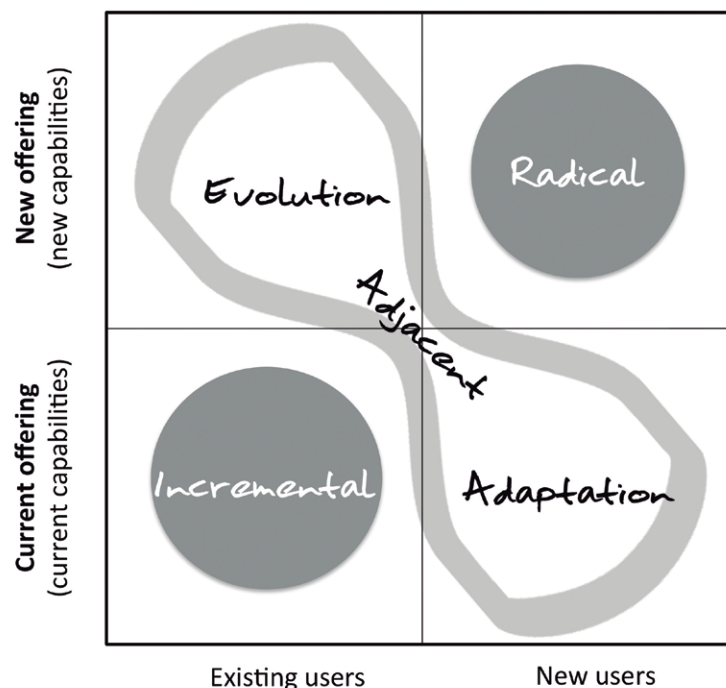 New offering
(new capabilities)
Evolution
Radical
Adjacent
Current offering
(current capabilities)
Incremental
Adaptation
Existing users
New users